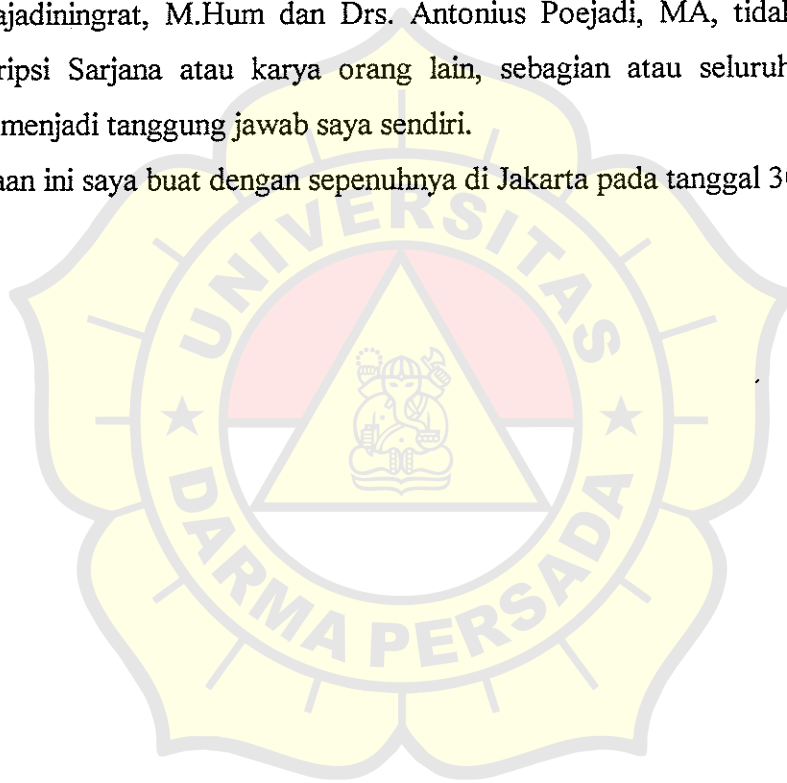 ajadiningrat, M.Hum dan Drs. Antonius Poejadi, MA, tidak
ripsi Sarjana atau karya orang lain, sebagian atau seluruh
menjadi tanggung jawab saya sendiri.
aan ini saya buat dengan sepenuhnya di Jakarta pada tanggal 3
UNIVERSITAS
DARMA PERSADA